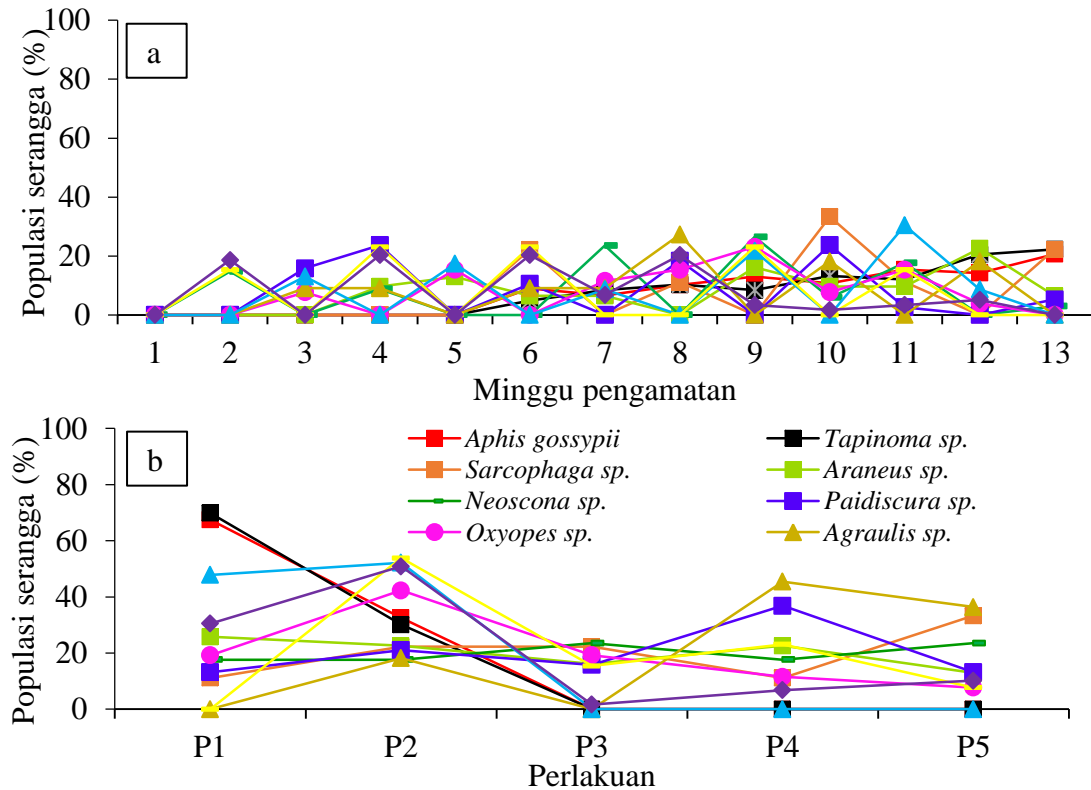 100
80
60
40
20
0
Populasi serangga (%)
a
1 2 3 4 5 6 7 8 9 10 11 12 13
Minggu pengamatan
100
80
60
40
20
0
Populasi serangga (%)
b
Aphis gossypii Tapinoma sp.
Sarcophaga sp. Araneus sp.
Neoscona sp. Paidiscura sp.
Oxyopes sp. Agraulis sp.
P1 P2 P3 P4 P5
Perlakuan